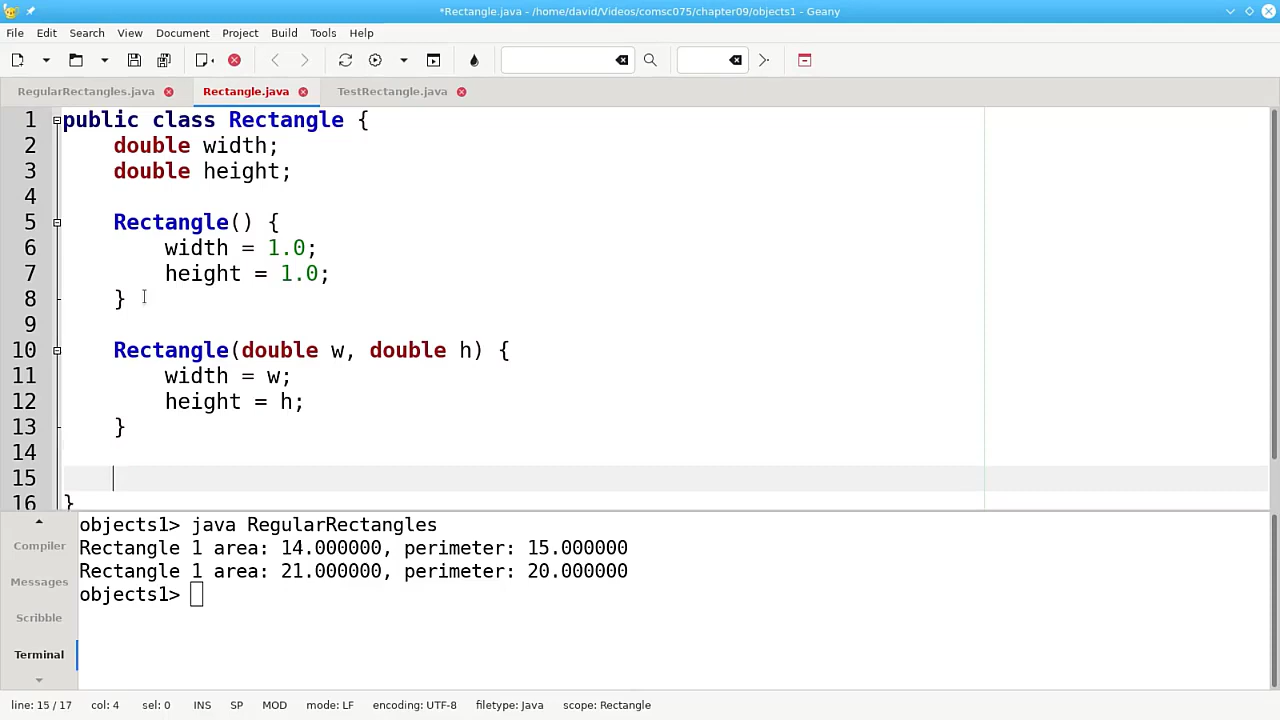 *Rectangle.java - /home/david/Videos/comsc075/chapter09/objects1 - Geany
File Edit Search View Document Project Build Tools Help
RegularRectangles.java Rectangle.java TestRectangle.java
1 public class Rectangle {
2 double width;
3 double height;
4
5 Rectangle() {
6 width = 1.0;
7 height = 1.0;
8 }
9
10 Rectangle(double w, double h) {
11 width = w;
12 height = h;
13 }
14
15
16 }
objects1> java RegularRectangles
Rectangle 1 area: 14.000000, perimeter: 15.000000
Rectangle 1 area: 21.000000, perimeter: 20.000000
objects1>
Compiler
Messages
Scribble
Terminal
line: 15 / 17 col: 4 sel: 0 INS SP MOD mode: LF encoding: UTF-8 filetype: Java scope: Rectangle